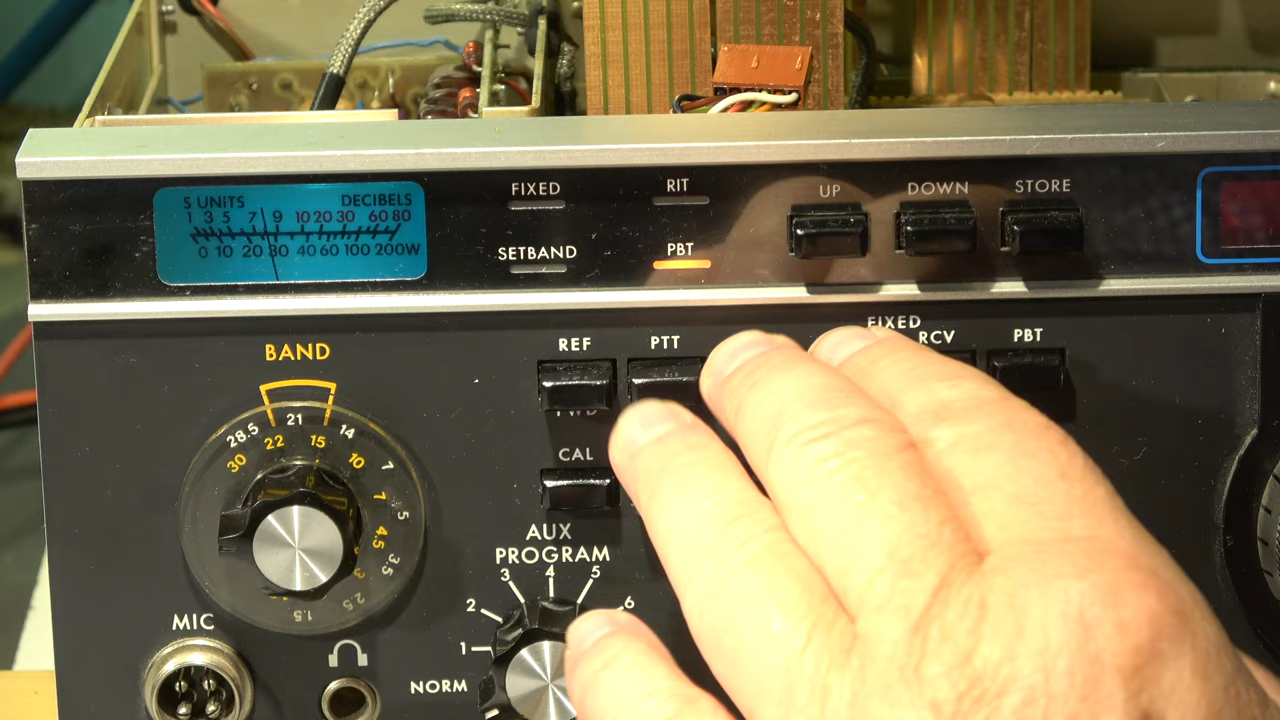 S UNITS DECIBELS
1 3 5 7 9 10 20 30 60 80
0 10 20 30 40 60 100 200W
FIXED
RIT
SETBAND
PBT
UP
DOWN
STORE
BAND
28.5 21 14 7 5 3.5 2.5 1.5
30 22 15 10 7 4.5 3
REF
PTT
FIXED
RCV
PBT
FWD
CAL
AUX
PROGRAM
NORM 1 2 3 4 5 6
MIC